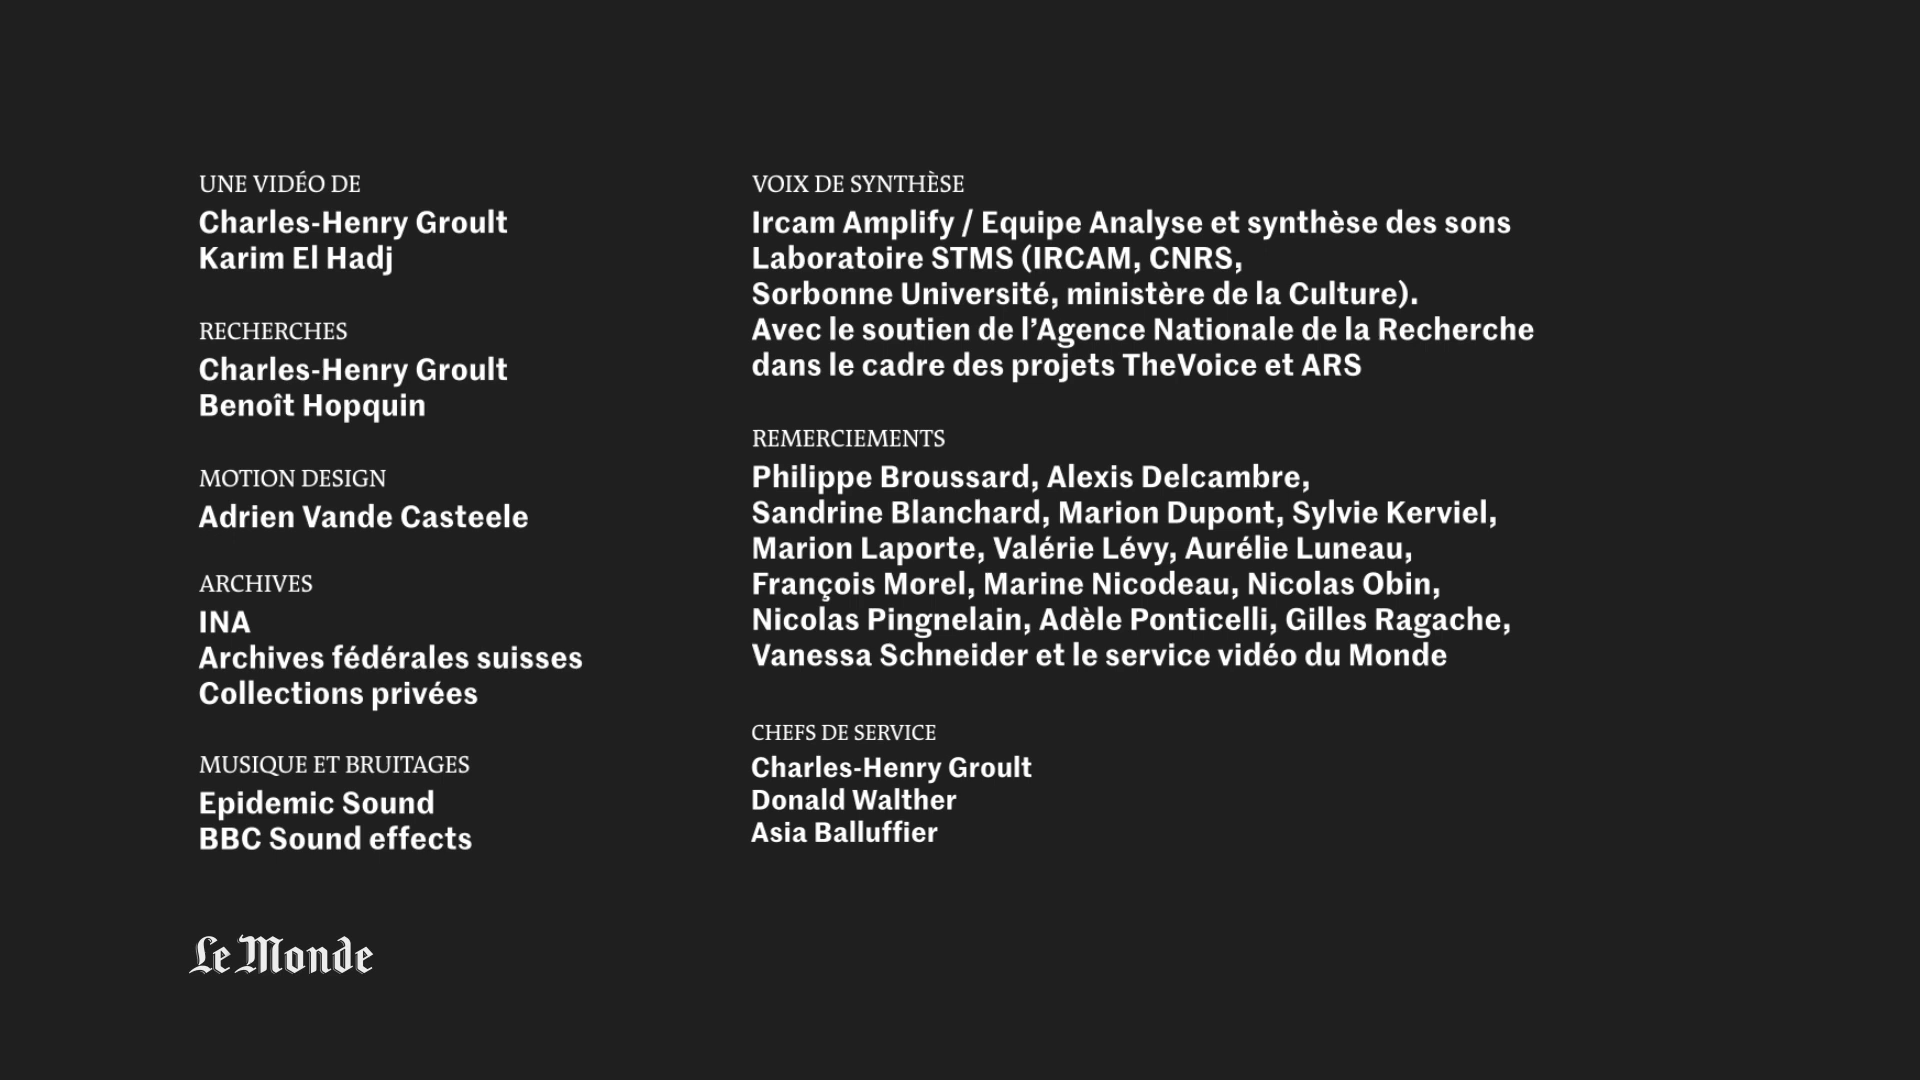 UNE VIDÉO DE
Charles-Henry Groult
Karim El Hadj
RECHERCHES
Charles-Henry Groult
Benoît Hopquin
MOTION DESIGN
Adrien Vande Casteele
ARCHIVES
INA
Archives fédérales suisses
Collections privées
MUSIQUE ET BRUITAGES
Epidemic Sound
BBC Sound effects
VOIX DE SYNTHÈSE
Ircam Amplify / Equipe Analyse et synthèse des sons
Laboratoire STMS (IRCAM, CNRS,
Sorbonne Université, ministère de la Culture).
Avec le soutien de l’Agence Nationale de la Recherche
dans le cadre des projets TheVoice et ARS
REMERCIEMENTS
Philippe Broussard, Alexis Delcambre,
Sandrine Blanchard, Marion Dupont, Sylvie Kerviel,
Marion Laporte, Valérie Lévy, Aurélie Luneau,
François Morel, Marine Nicodeau, Nicolas Obin,
Nicolas Pingnelain, Adèle Ponticelli, Gilles Ragache,
Vanessa Schneider et le service vidéo du Monde
CHEFS DE SERVICE
Charles-Henry Groult
Donald Walther
Asia Balluffier
Le Monde